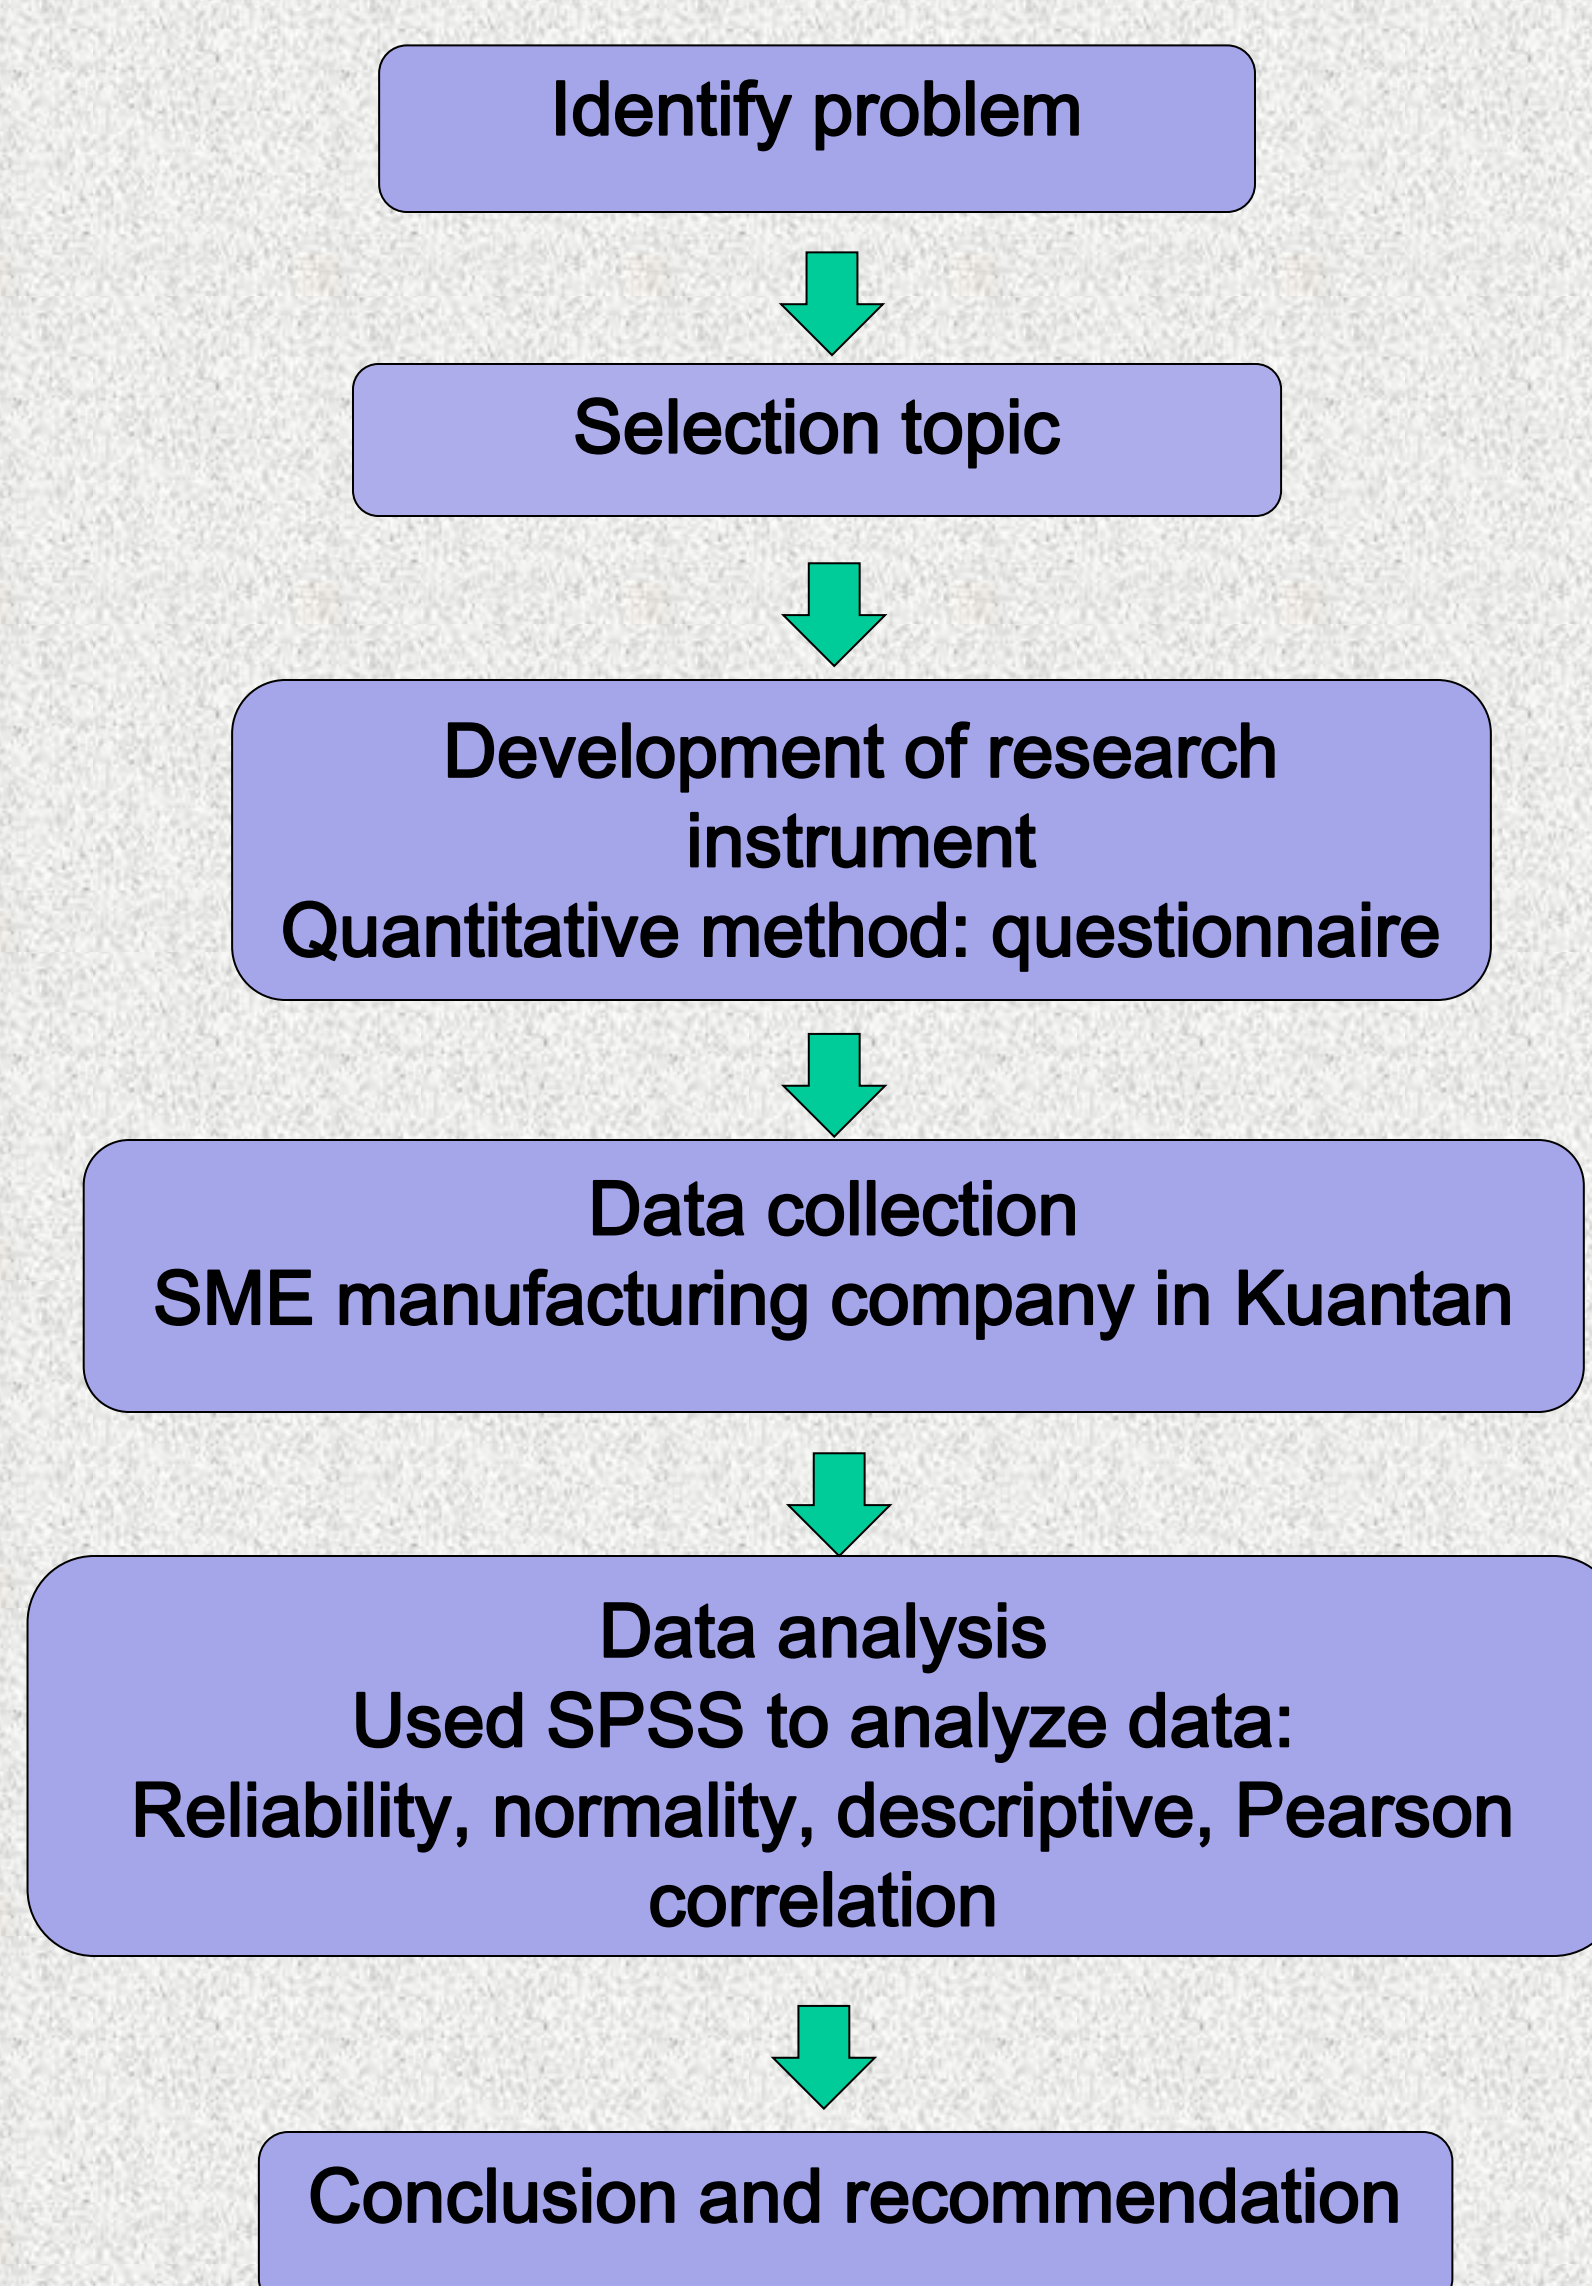 Identify problem
Selection topic
Development of research
instrument
Quantitative method: questionnaire
Data collection
SME manufacturing company in Kuantan
Data analysis
Used SPSS to analyze data:
Reliability, normality, descriptive, Pearson
correlation
Conclusion and recommendation